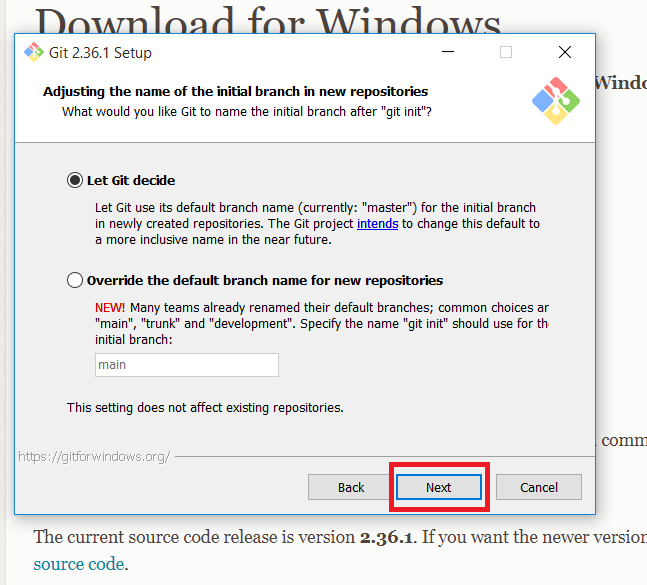 Download for Windows
Git 2.36.1 Setup
Adjusting the name of the initial branch in new repositories
What would you like Git to name the initial branch after "git init"?
Let Git decide
Let Git use its default branch name (currently: "master") for the initial branch
in newly created repositories. The Git project intends to change this default to
a more inclusive name in the near future.
Override the default branch name for new repositories
NEW! Many teams already renamed their default branches; common choices ar
"main", "trunk" and "development". Specify the name "git init" should use for the
initial branch:
main
This setting does not affect existing repositories.
https://gitforwindows.org/
Back Next Cancel
The current source code release is version 2.36.1. If you want the newer version
source code.